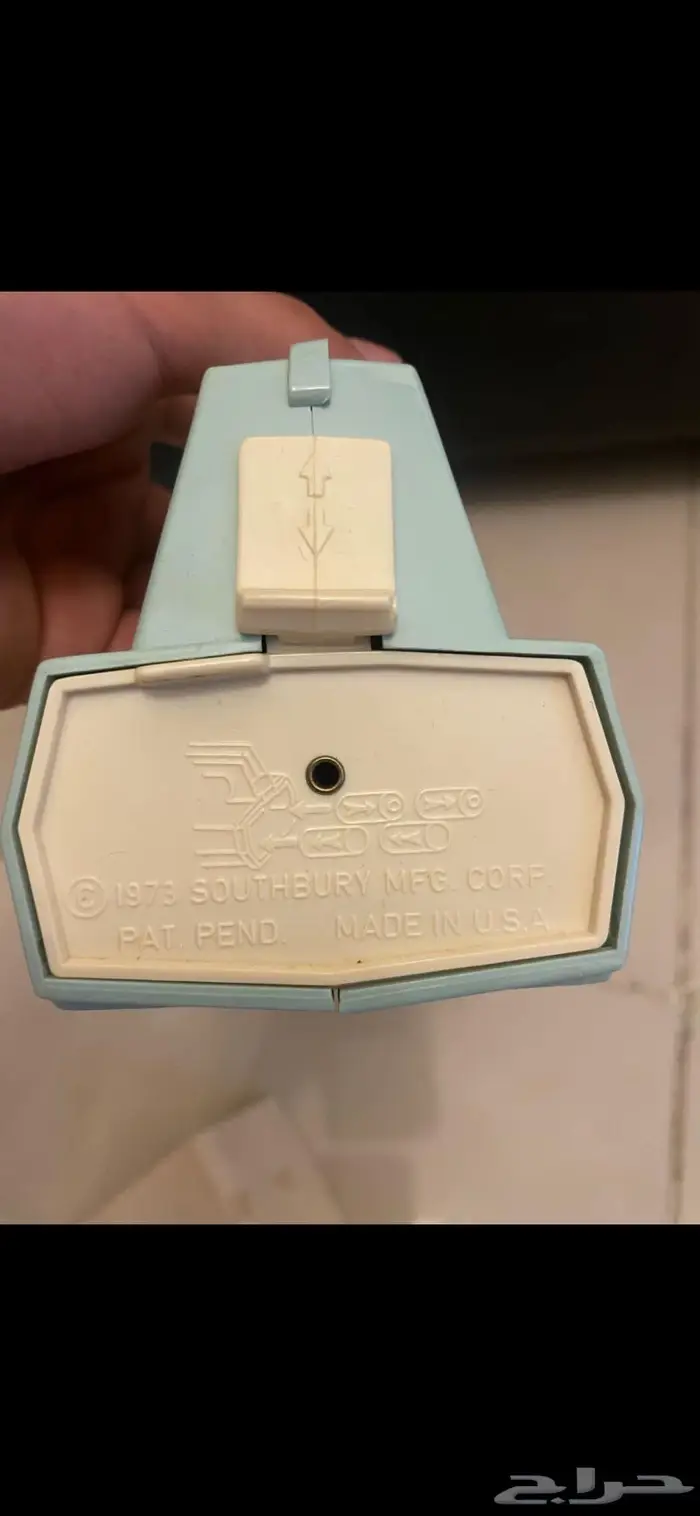 © 1973 SOUTHBURY MFG. CORP.
PAT. PEND. MADE IN U.S.A.
حراج